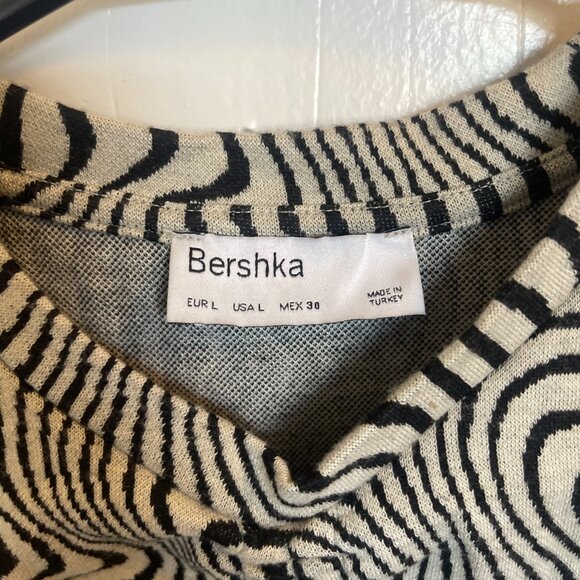 Bershka
EUR L USA L MEX 30
MADE IN
TURKEY